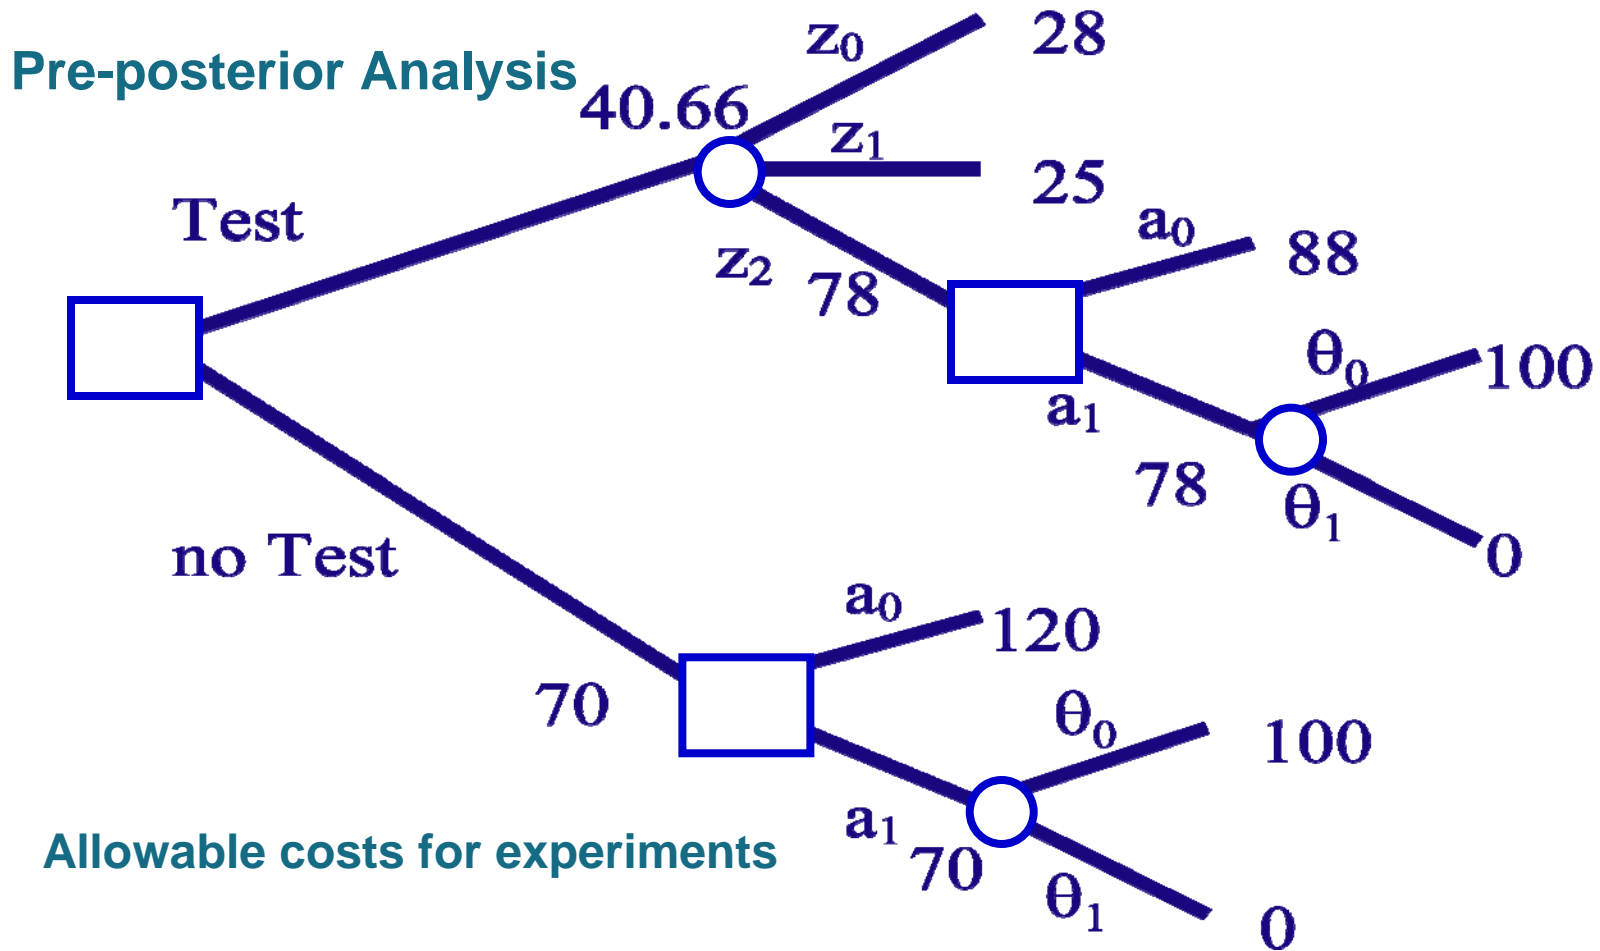 Pre-posterior Analysis
z₀
28
40.66
z₁
25
Test
z₂
78
a₀
88
θ₀
100
a₁
78
θ₁
0
no Test
a₀
120
70
θ₀
100
a₁
70
θ₁
0
Allowable costs for experiments